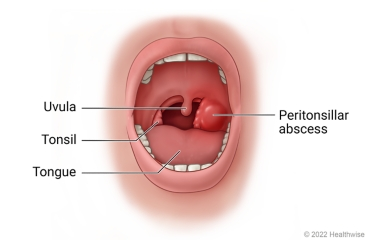 Uvula
Tonsil
Tongue
Peritonsillar
abscess
© 2022 Healthwise